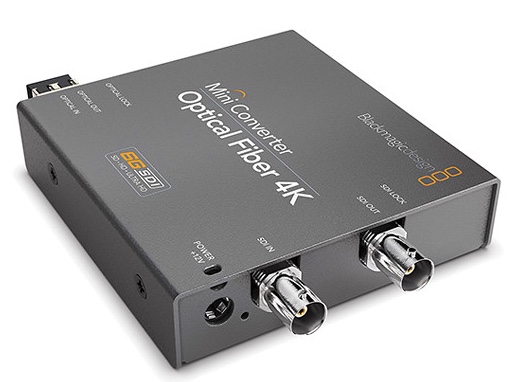 OPTICAL LOCK
OPTICAL OUT
OPTICAL IN
Mini Converter
Optical Fiber 4K
Blackmagicdesign
6G SDI
SD • HD • ULTRA HD
POWER
+12V
SDI IN
SDI LOCK
SDI OUT